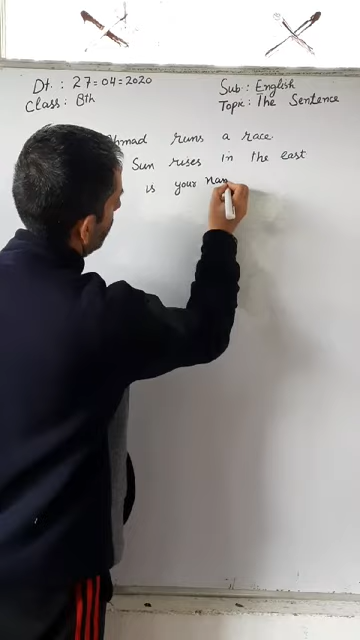 Dt. : 27=04=2020
Class: 8th
Sub: English
Topic: The Sentence
Ahmad runs a race.
Sun rises in the east
is your nam